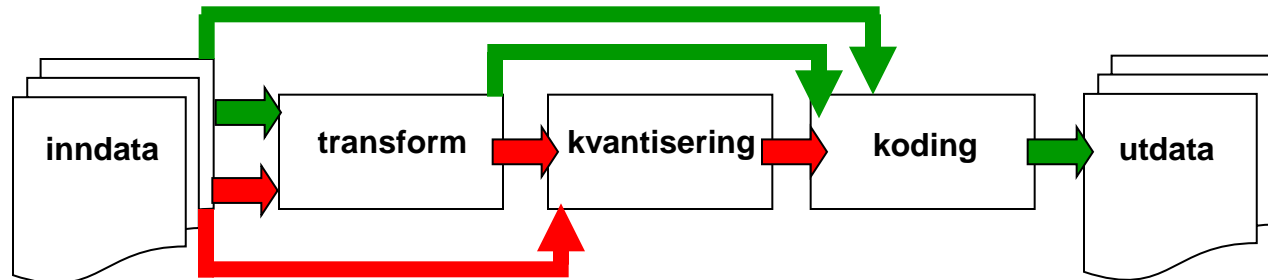 inndata
transform
kvantisering
koding
utdata